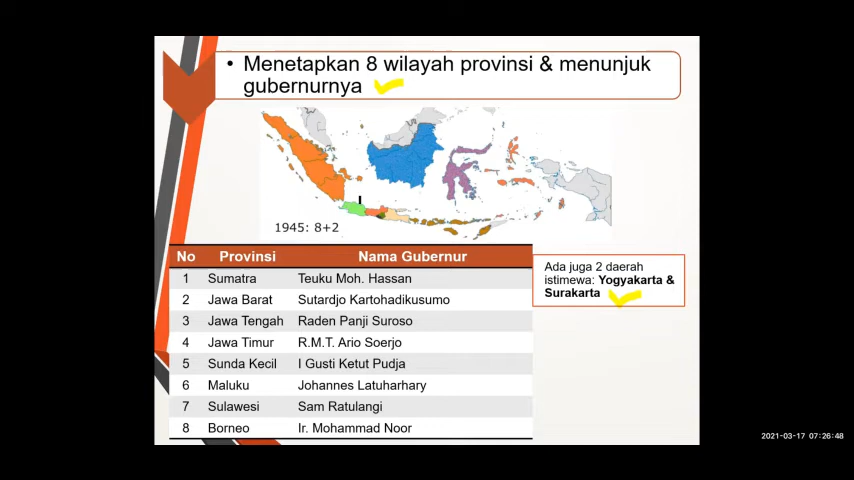 • Menetapkan 8 wilayah provinsi & menunjuk
gubernurnya
1945: 8+2
No Provinsi Nama Gubernur
1 Sumatra Teuku Moh. Hassan
2 Jawa Barat Sutardjo Kartohadikusumo
3 Jawa Tengah Raden Panji Suroso
4 Jawa Timur R.M.T. Ario Soerjo
5 Sunda Kecil I Gusti Ketut Pudja
6 Maluku Johannes Latuharhary
7 Sulawesi Sam Ratulangi
8 Borneo Ir. Mohammad Noor
Ada juga 2 daerah
istimewa: Yogyakarta &
Surakarta
2021-03-17 07:26:48